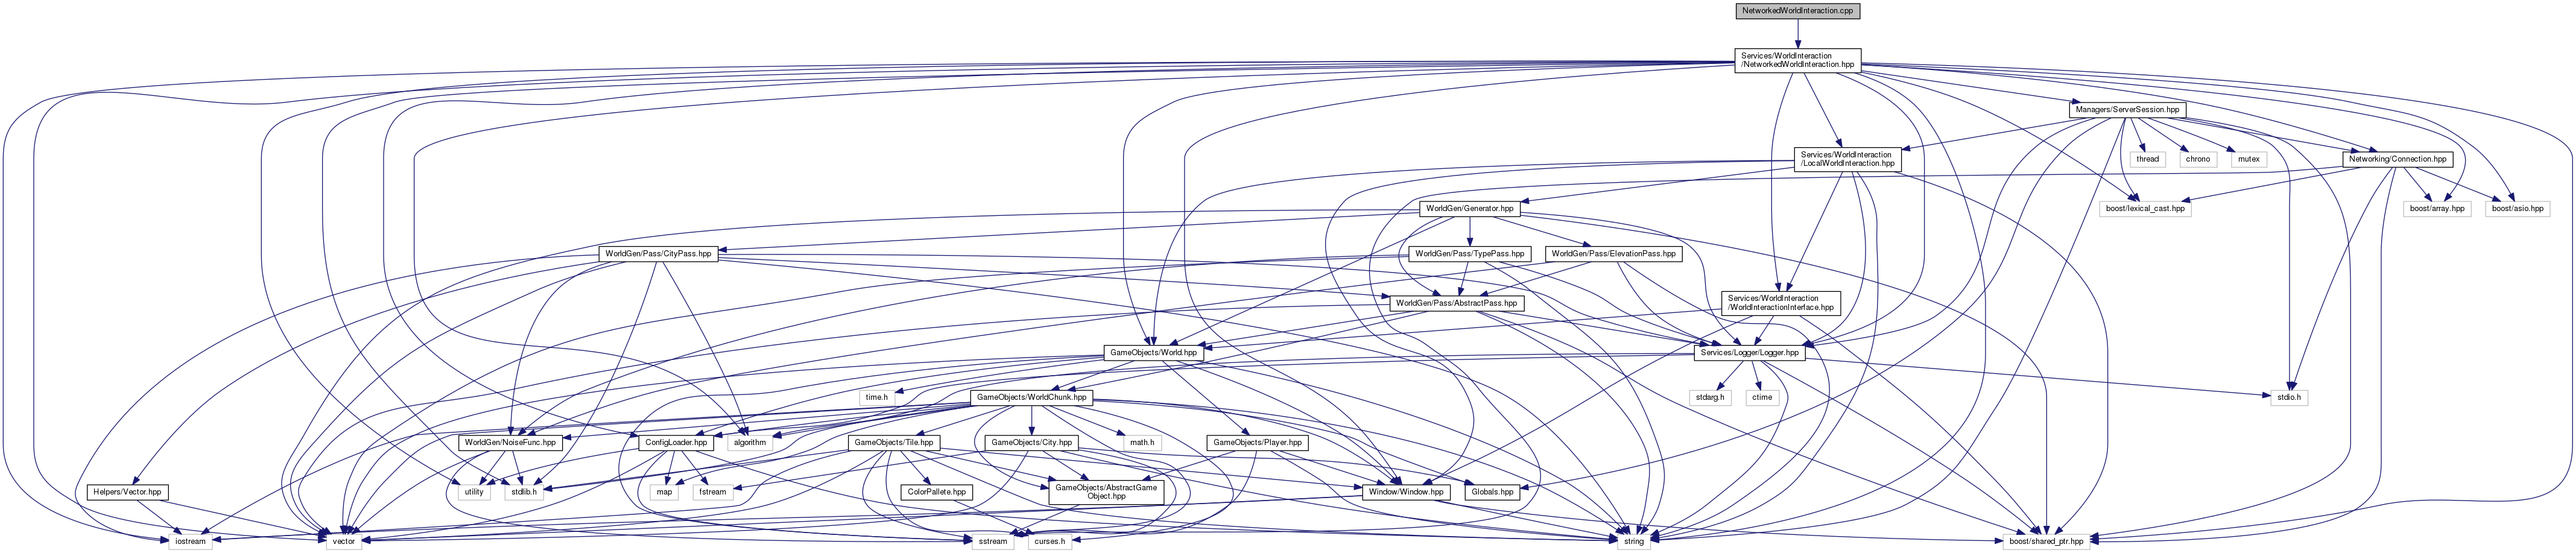 NetworkedWorldInteraction.cpp
Services/WorldInteraction
/NetworkedWorldInteraction.hpp
Managers/ServerSession.hpp
Services/WorldInteraction
/LocalWorldInteraction.hpp
thread
chrono
mutex
Networking/Connection.hpp
WorldGen/Generator.hpp
boost/lexical_cast.hpp
boost/array.hpp
boost/asio.hpp
WorldGen/Pass/CityPass.hpp
WorldGen/Pass/TypePass.hpp
WorldGen/Pass/ElevationPass.hpp
WorldGen/Pass/AbstractPass.hpp
Services/WorldInteraction
/WorldInteractionInterface.hpp
GameObjects/World.hpp
Services/Logger/Logger.hpp
time.h
GameObjects/WorldChunk.hpp
stdarg.h
ctime
stdio.h
WorldGen/NoiseFunc.hpp
ConfigLoader.hpp
algorithm
GameObjects/Tile.hpp
GameObjects/City.hpp
math.h
GameObjects/Player.hpp
Helpers/Vector.hpp
utility
stdlib.h
map
fstream
ColorPallete.hpp
GameObjects/AbstractGame
Object.hpp
Window/Window.hpp
Globals.hpp
iostream
vector
sstream
curses.h
string
boost/shared_ptr.hpp